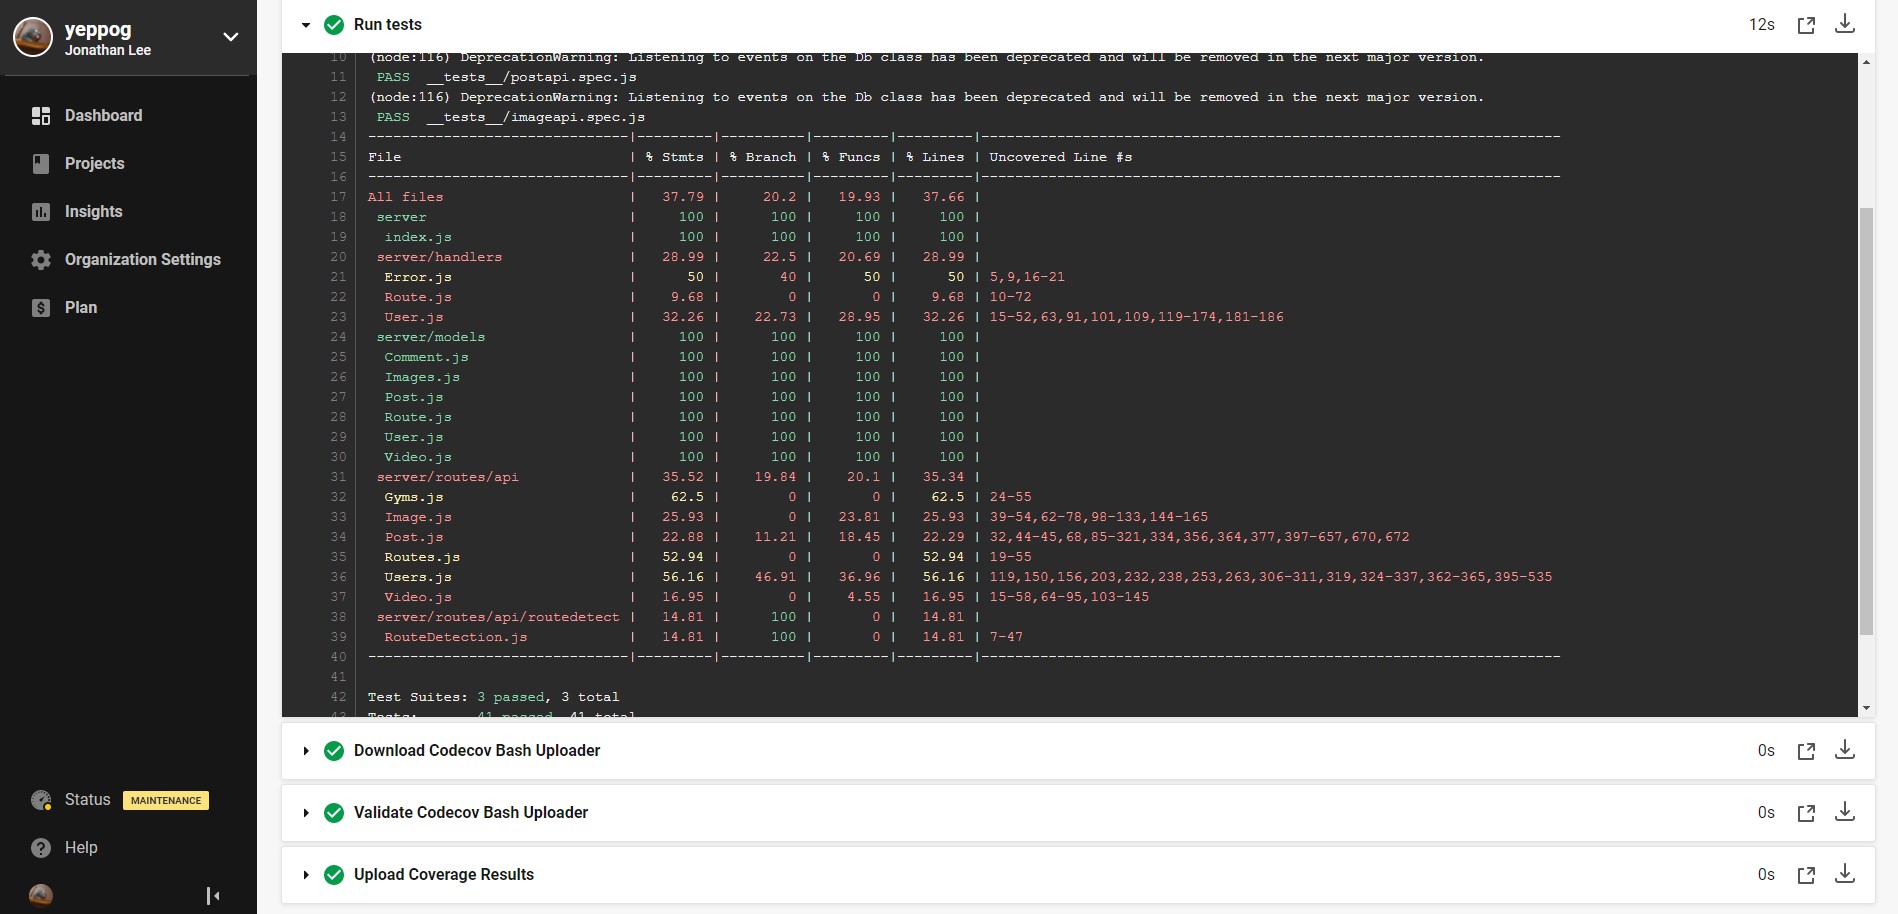 yeppog
Jonathan Lee
Dashboard
Projects
Insights
Organization Settings
Plan
Status MAINTENANCE
Help
Run tests 12s
10 (node:116) DeprecationWarning: Listening to events on the Db class has been deprecated and will be removed in the next major version.
11 PASS __tests__/postapi.spec.js
12 (node:116) DeprecationWarning: Listening to events on the Db class has been deprecated and will be removed in the next major version.
13 PASS __tests__/imageapi.spec.js
14 -------------------------------|---------|----------|---------|---------|---------------------------------------------------------------------
15 File | % Stmts | % Branch | % Funcs | % Lines | Uncovered Line #s
16 -------------------------------|---------|----------|---------|---------|---------------------------------------------------------------------
17 All files | 37.79 | 20.2 | 19.93 | 37.66 |
18 server | 100 | 100 | 100 | 100 |
19 index.js | 100 | 100 | 100 | 100 |
20 server/handlers | 28.99 | 22.5 | 20.69 | 28.99 |
21 Error.js | 50 | 40 | 50 | 50 | 5,9,16-21
22 Route.js | 9.68 | 0 | 0 | 9.68 | 10-72
23 User.js | 32.26 | 22.73 | 28.95 | 32.26 | 15-52,63,91,101,109,119-174,181-186
24 server/models | 100 | 100 | 100 | 100 |
25 Comment.js | 100 | 100 | 100 | 100 |
26 Images.js | 100 | 100 | 100 | 100 |
27 Post.js | 100 | 100 | 100 | 100 |
28 Route.js | 100 | 100 | 100 | 100 |
29 User.js | 100 | 100 | 100 | 100 |
30 Video.js | 100 | 100 | 100 | 100 |
31 server/routes/api | 35.52 | 19.84 | 20.1 | 35.34 |
32 Gyms.js | 62.5 | 0 | 0 | 62.5 | 24-55
33 Image.js | 25.93 | 0 | 23.81 | 25.93 | 39-54,62-78,98-133,144-165
34 Post.js | 22.88 | 11.21 | 18.45 | 22.29 | 32,44-45,68,85-321,334,356,364,377,397-657,670,672
35 Routes.js | 52.94 | 0 | 0 | 52.94 | 19-55
36 Users.js | 56.16 | 46.91 | 36.96 | 56.16 | 119,150,156,203,232,238,253,263,306-311,319,324-337,362-365,395-535
37 Video.js | 16.95 | 0 | 4.55 | 16.95 | 15-58,64-95,103-145
38 server/routes/api/routedetect | 14.81 | 100 | 0 | 14.81 |
39 RouteDetection.js | 14.81 | 100 | 0 | 14.81 | 7-47
40 -------------------------------|---------|----------|---------|---------|---------------------------------------------------------------------
41
42 Test Suites: 3 passed, 3 total
43 Tests: 41 passed, 41 total
Download Codecov Bash Uploader 0s
Validate Codecov Bash Uploader 0s
Upload Coverage Results 0s